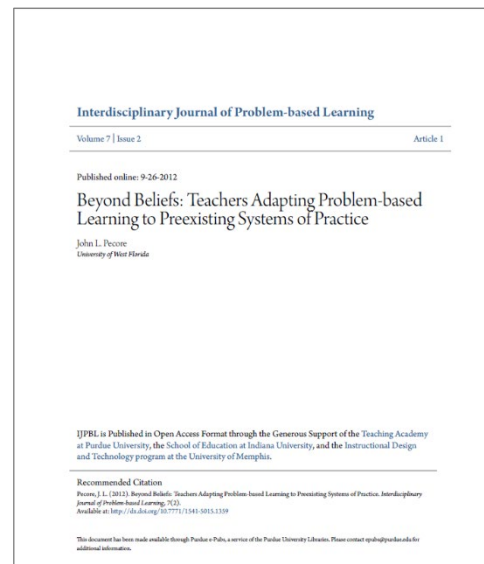 Interdisciplinary Journal of Problem-based Learning
Volume 7 | Issue 2 Article 1
Published online: 9-26-2012
Beyond Beliefs: Teachers Adapting Problem-based
Learning to Preexisting Systems of Practice
John L. Pecore
University of West Florida
IJPBL is Published in Open Access Format through the Generous Support of the Teaching Academy
at Purdue University, the School of Education at Indiana University, and the Instructional Design
and Technology program at the University of Memphis.
Recommended Citation
Pecore, J. L. (2012). Beyond Beliefs: Teachers Adapting Problem-based Learning to Preexisting Systems of Practice. Interdisciplinary
Journal of Problem-based Learning, 7(2).
Available at: http://dx.doi.org/10.7771/1541-5015.1359
This document has been made available through Purdue e-Pubs, a service of the Purdue University Libraries. Please contact epubs@purdue.edu for
additional information.